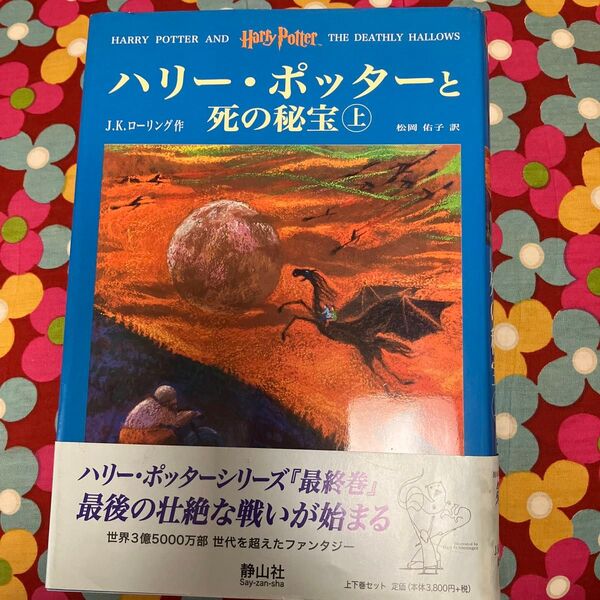 HARRY POTTER AND Harry Potter THE DEATHLY HALLOWS
ハリー・ポッターと
死の秘宝 上
J.K.ローリング作
松岡 佑子 訳
ハリー・ポッターシリーズ『最終巻』
最後の壮絶な戦いが始まる
世界3億5000万部 世代を超えたファンタジー
静山社
Say-zan-sha
上下巻セット 定価(本体3,800円+税)